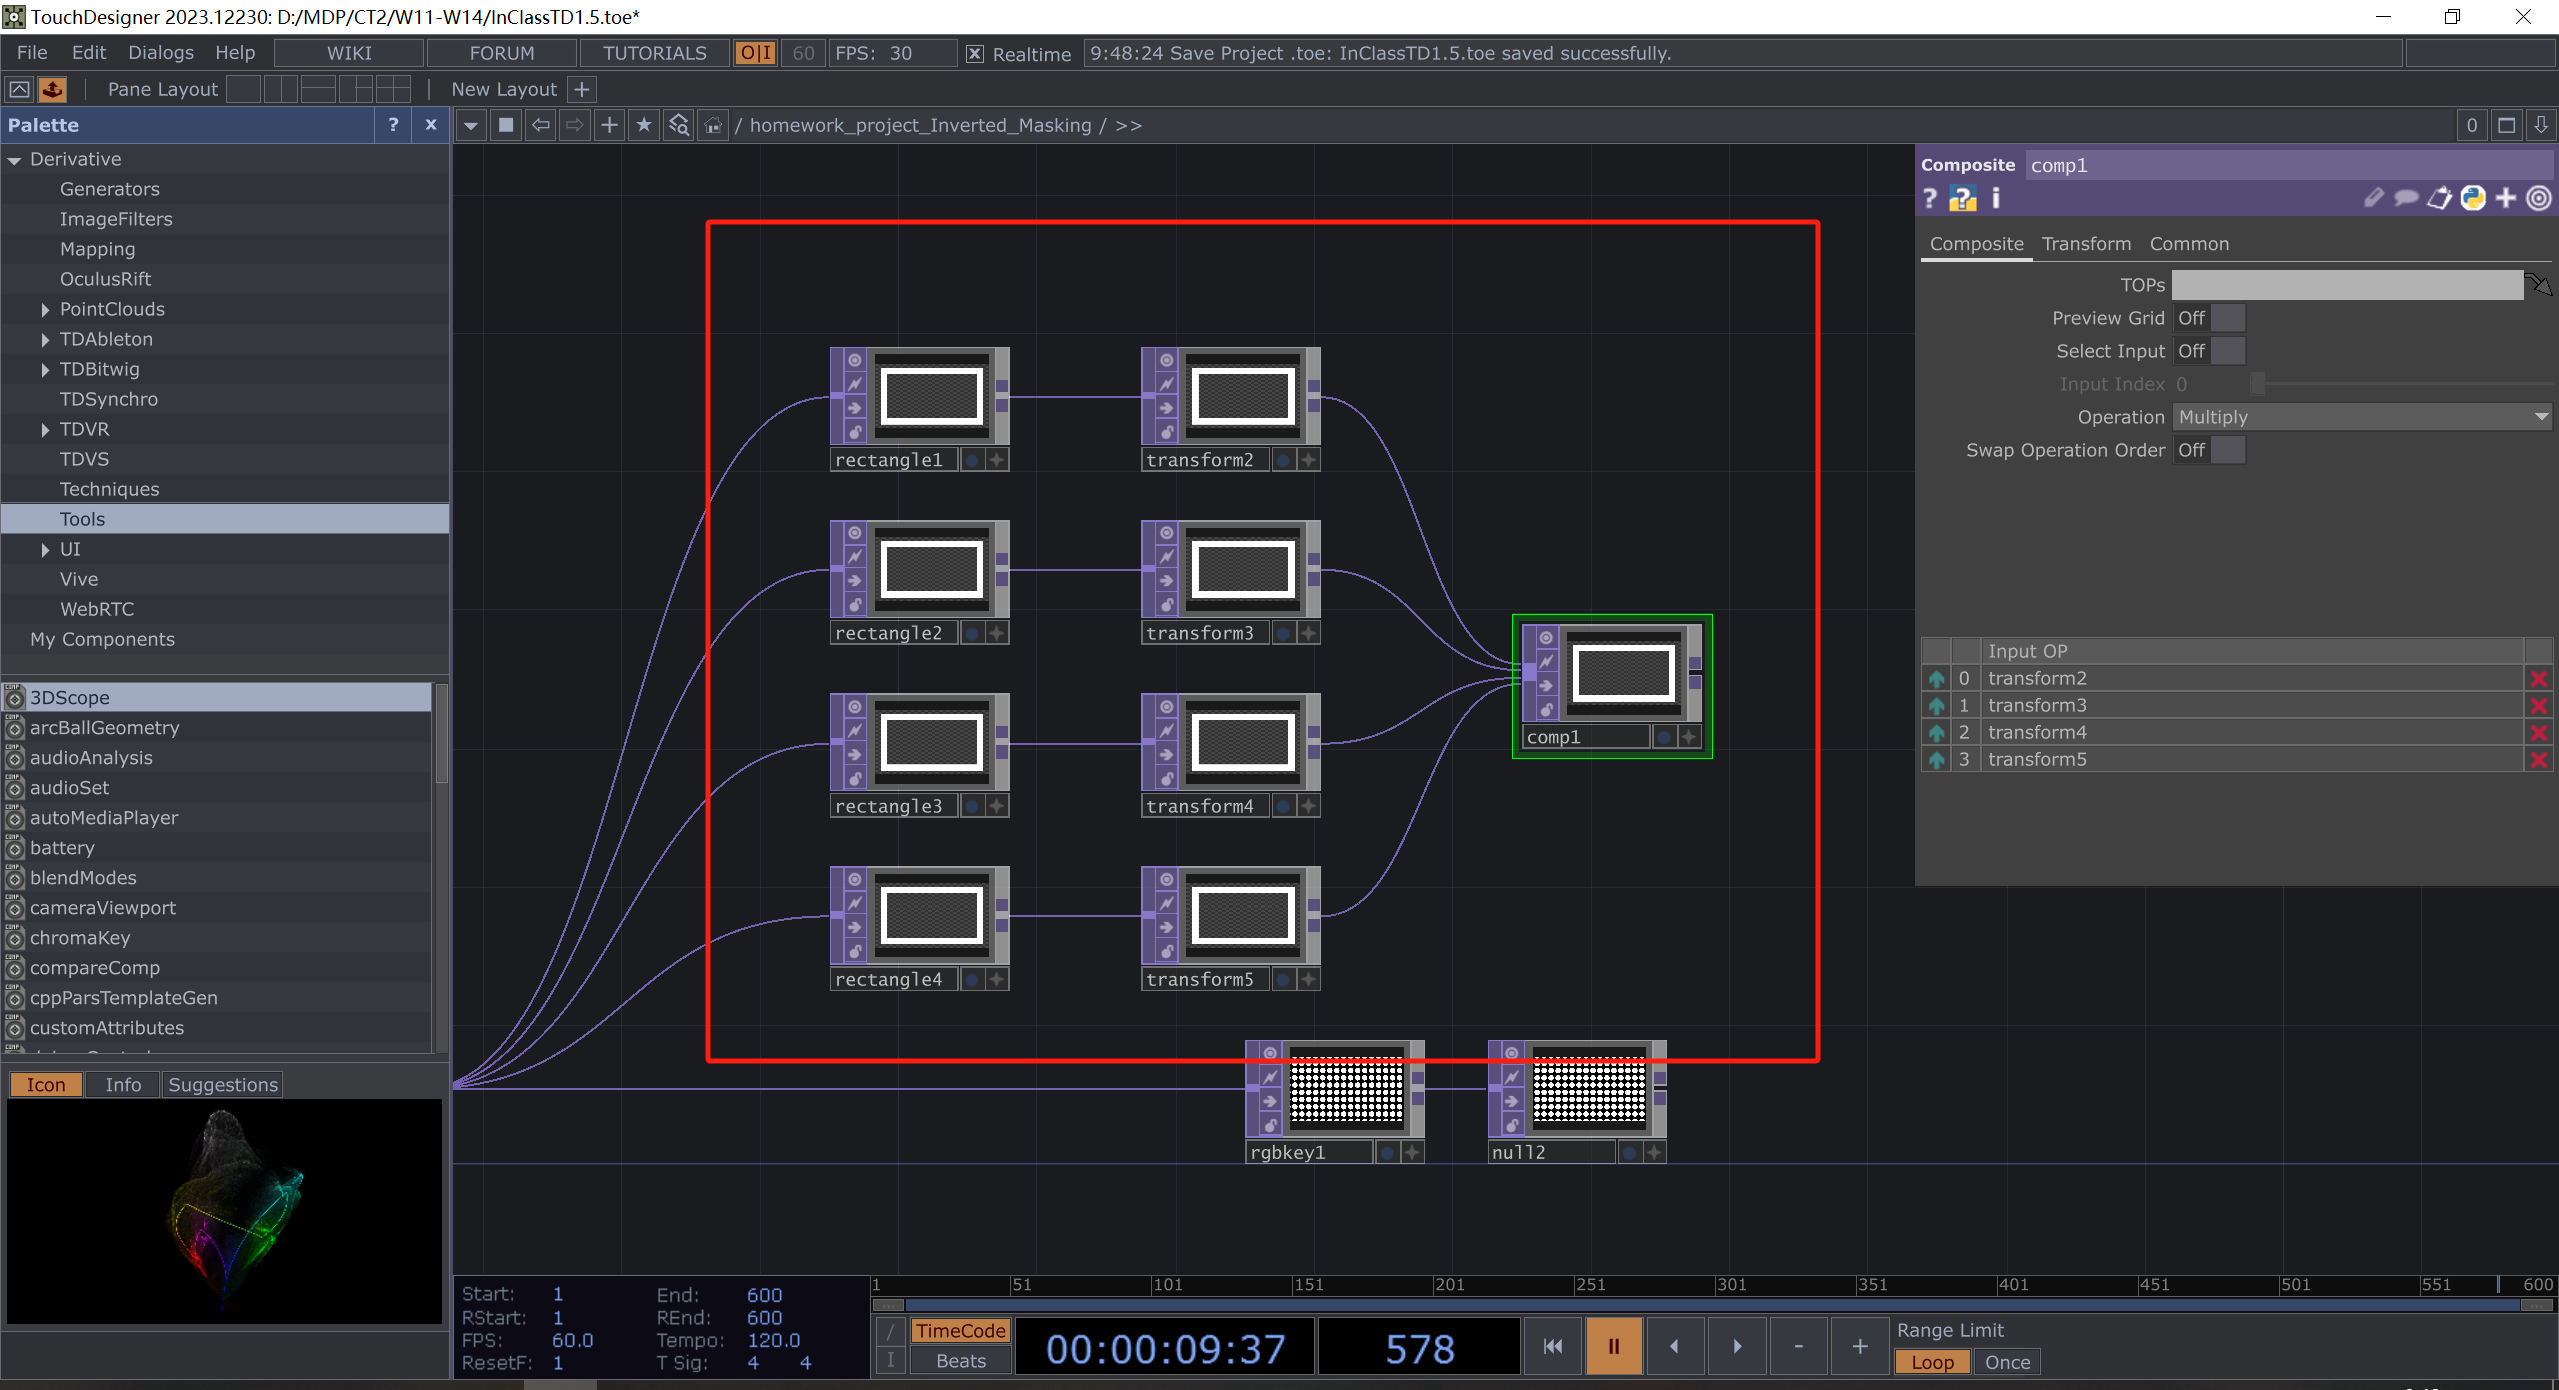 TouchDesigner 2023.12230: D:/MDP/CT2/W11-W14/InClassTD1.5.toe*
File Edit Dialogs Help WIKI FORUM TUTORIALS O|I 60 FPS: 30 Realtime 9:48:24 Save Project .toe: InClassTD1.5.toe saved successfully.
Pane Layout New Layout +
Palette ? x / homework_project_Inverted_Masking / >> 0
Derivative
Generators
ImageFilters
Mapping
OculusRift
PointClouds
TDAbleton
TDBitwig
TDSynchro
TDVR
TDVS
Techniques
Tools
UI
Vive
WebRTC
My Components
3DScope
arcBallGeometry
audioAnalysis
audioSet
autoMediaPlayer
battery
blendModes
cameraViewport
chromaKey
compareComp
cppParsTemplateGen
customAttributes
Icon Info Suggestions
rectangle1 transform2
rectangle2 transform3
rectangle3 transform4
rectangle4 transform5
comp1
rgbkey1 null2
Composite comp1
Composite Transform Common
TOPs
Preview Grid Off
Select Input Off
Input Index 0
Operation Multiply
Swap Operation Order Off
Input OP
0 transform2
1 transform3
2 transform4
3 transform5
Start: 1 End: 600
RStart: 1 REnd: 600
FPS: 60.0 Tempo: 120.0
ResetF: 1 T Sig: 4 4
1 51 101 151 201 251 301 351 401 451 501 551 600
TimeCode
Beats
00:00:09:37 578
Range Limit
Loop Once